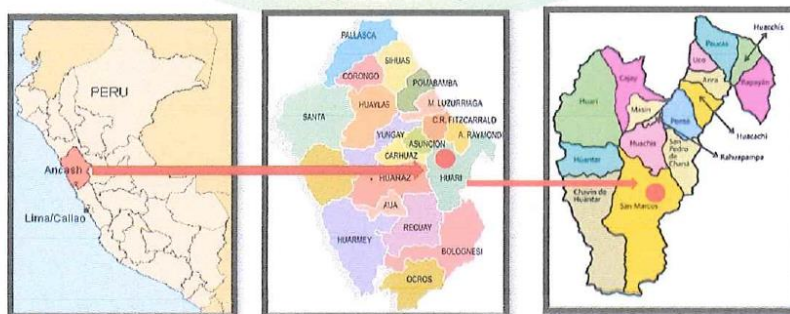 PERU
Ancash
Lima/Callao
PALLASCA
SIHUAS
CORONGO
POMABAMBA
HUAYLAS
M. LUZURRIAGA
SANTA
C.R. FITZCARRALD
YUNGAY
A. RAYMONDI
ASUNCION
CARHUAZ
HUARAZ
HUARI
AIJA
HUARMEY
RECUAY
BOLOGNESI
OCROS
Huacchis
Paucas
Uco
Rapayán
Cajay
Anra
Huari
Masin
Pontó
Huacachi
Huachis
San
Pedro
de
Chaná
Rahuapampa
Huantar
Chavín de
Huántar
San Marcos